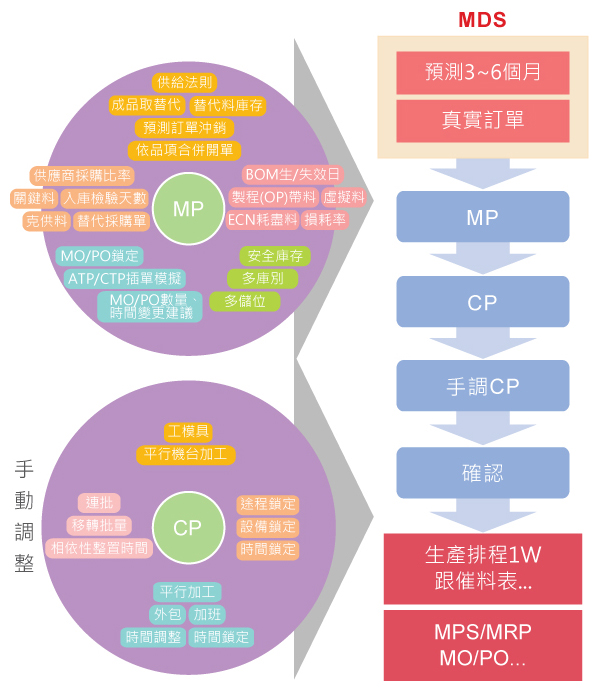 MDS
預測3~6個月
真實訂單
MP
CP
手調CP
確認
生產排程1W
跟催料表...
MPS/MRP
MO/PO...
供給法則
成品取替代
替代料庫存
預測訂單沖銷
依品項合併開單
供應商採購比率
關鍵料
入庫檢驗天數
克供料
替代採購單
MP
BOM生/失效日
製程(OP)帶料
虛擬料
ECN耗盡料
損耗率
MO/PO鎖定
ATP/CTP插單模擬
MO/PO數量、
時間變更建議
安全庫存
多庫別
多儲位
手動調整
工模具
平行機台加工
連批
移轉批量
相依性整置時間
CP
途程鎖定
設備鎖定
時間鎖定
平行加工
外包
加班
時間調整
時間鎖定